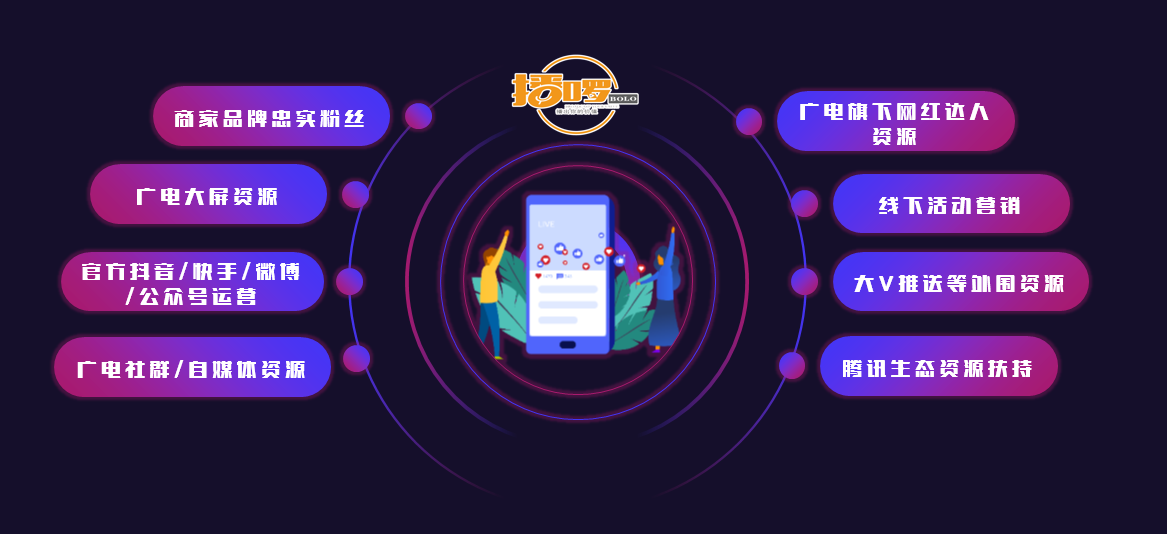 播啰
BOLO
商家品牌忠实粉丝
广电大屏资源
官方抖音/快手/微博
/公众号运营
广电社群/自媒体资源
LIVE
广电旗下网红达人
资源
线下活动营销
大V推送等外围资源
腾讯生态资源扶持